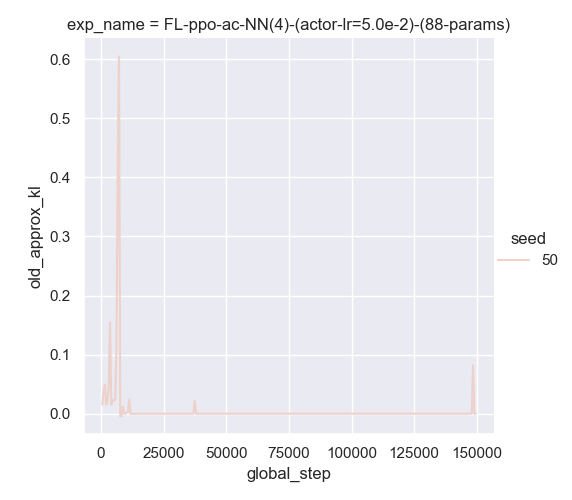 exp_name = FL-ppo-ac-NN(4)-(actor-lr=5.0e-2)-(88-params)
0.6
0.5
0.4
0.3
0.2
0.1
0.0
old_approx_kl
seed
50
0 25000 50000 75000 100000 125000 150000
global_step